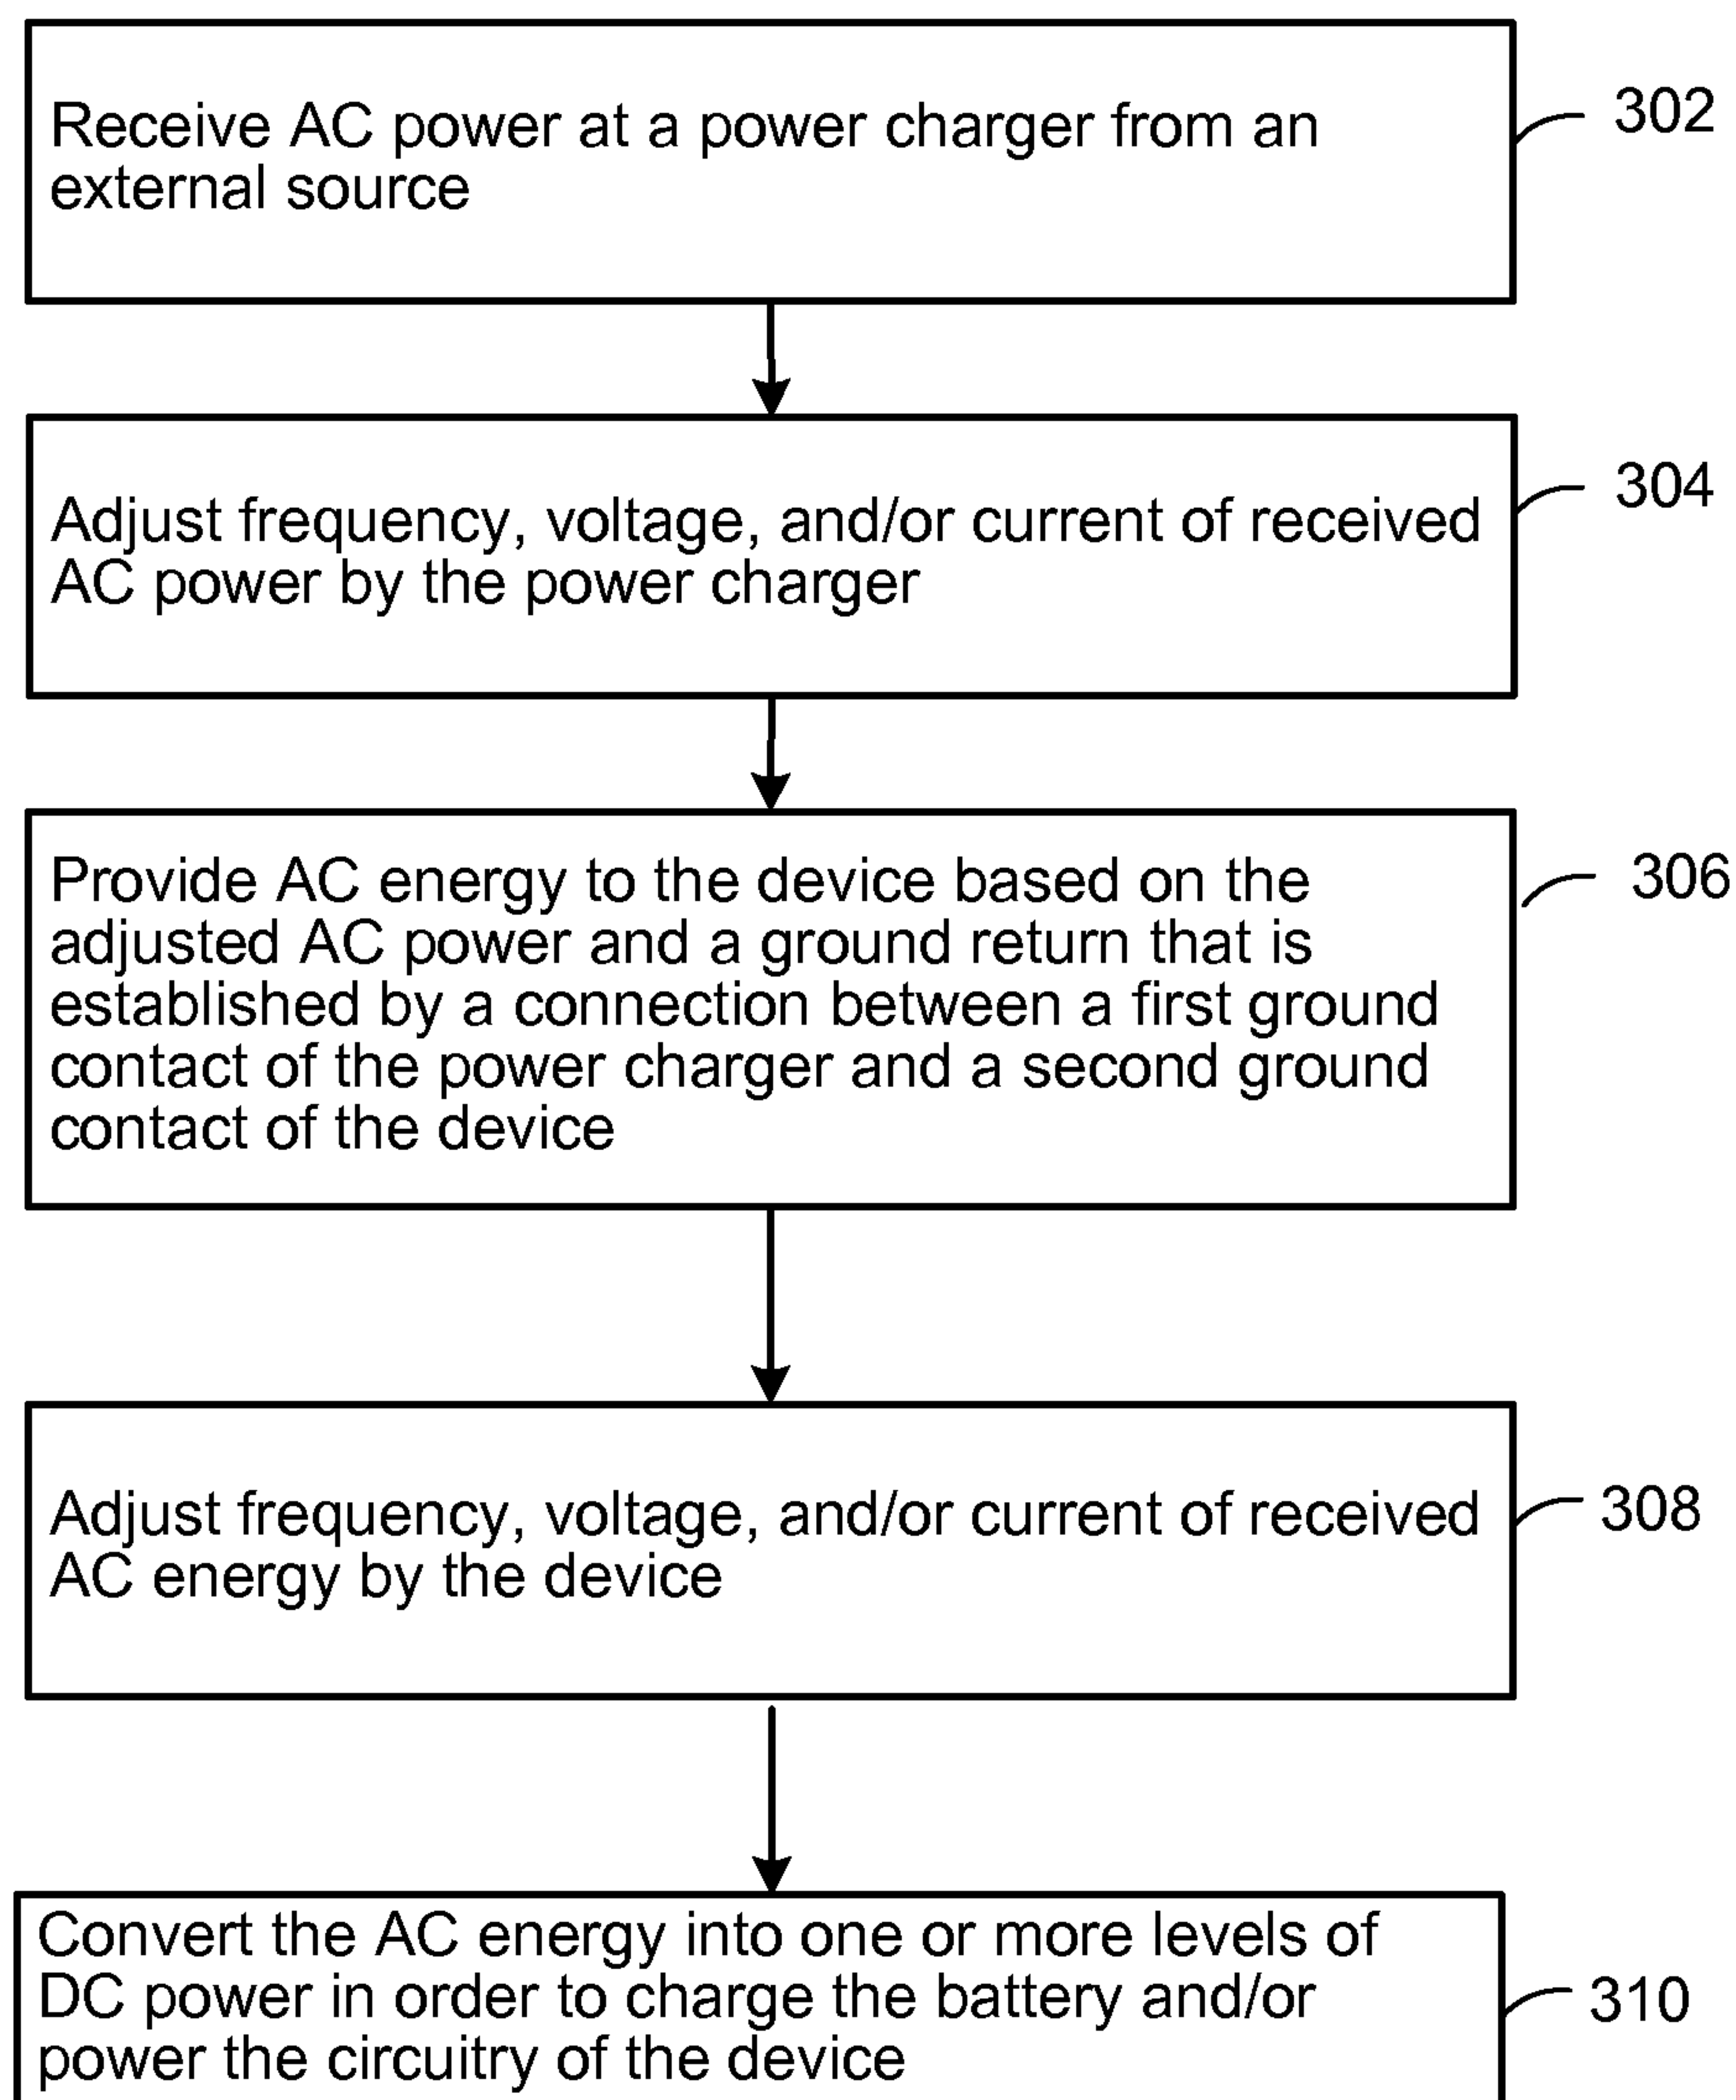 Receive AC power at a power charger from an
external source
302
Adjust frequency, voltage, and/or current of received
AC power by the power charger
304
Provide AC energy to the device based on the
adjusted AC power and a ground return that is
established by a connection between a first ground
contact of the power charger and a second ground
contact of the device
306
Adjust frequency, voltage, and/or current of received
AC energy by the device
308
Convert the AC energy into one or more levels of
DC power in order to charge the battery and/or
power the circuitry of the device
310